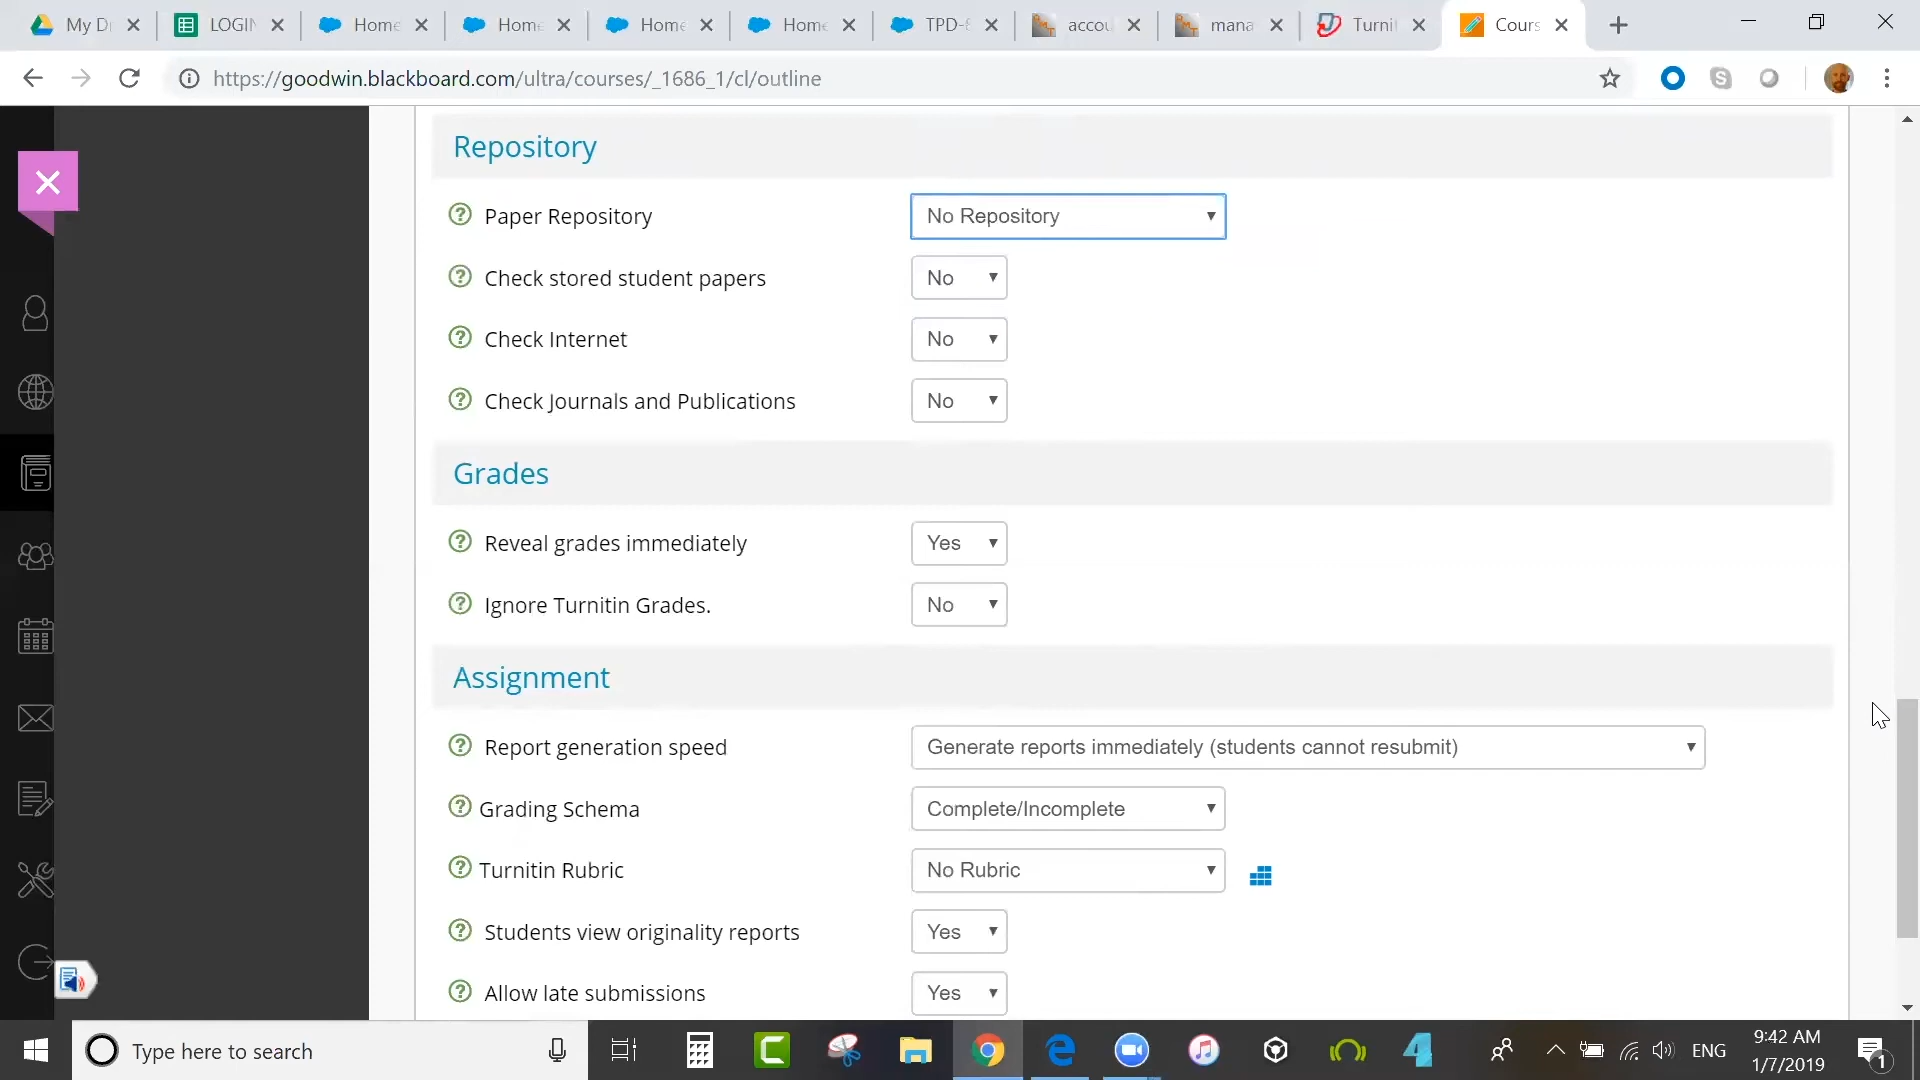 My D
LOGIN
Home
Home
Home
Home
TPD-
accou
mana
Turnit
Cours
https://goodwin.blackboard.com/ultra/courses/_1686_1/cl/outline
Repository
Paper Repository
No Repository
Check stored student papers
No
Check Internet
No
Check Journals and Publications
No
Grades
Reveal grades immediately
Yes
Ignore Turnitin Grades.
No
Assignment
Report generation speed
Generate reports immediately (students cannot resubmit)
Grading Schema
Complete/Incomplete
Turnitin Rubric
No Rubric
Students view originality reports
Yes
Allow late submissions
Yes
Type here to search
ENG
9:42 AM
1/7/2019
1